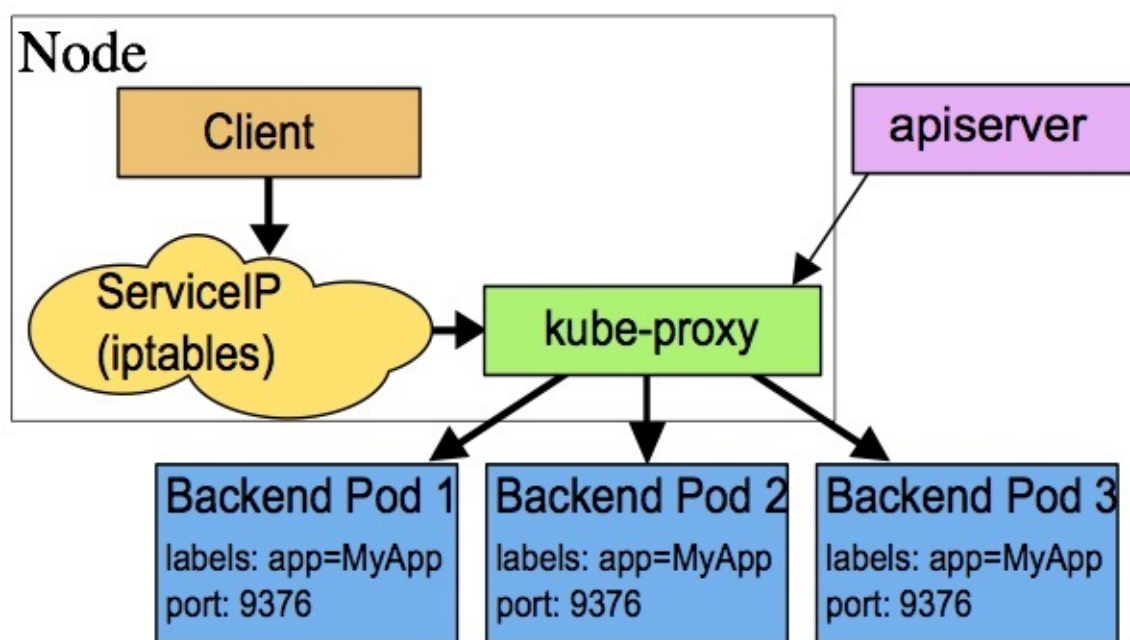 Node
Client
apiserver
ServiceIP
(iptables)
kube-proxy
Backend Pod 1
labels: app=MyApp
port: 9376
Backend Pod 2
labels: app=MyApp
port: 9376
Backend Pod 3
labels: app=MyApp
port: 9376